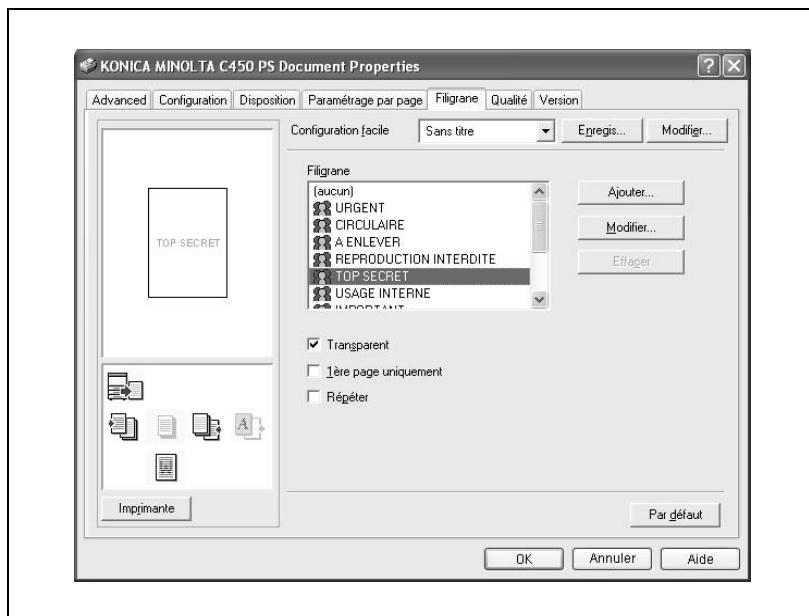 KONICA MINOLTA C450 PS Document Properties
Advanced Configuration Disposition Paramétrage par page Filigrane Qualité Version
Configuration facile Sans titre Enregis... Modifier...
Filigrane
(aucun)
URGENT
CIRCULAIRE
A ENLEVER
REPRODUCTION INTERDITE
TOP SECRET
USAGE INTERNE
IMPORTANT
Ajouter...
Modifier...
Effacer
TOP SECRET
Transparent
1ère page uniquement
Répéter
A
Imprimante
Par défaut
OK Annuler Aide